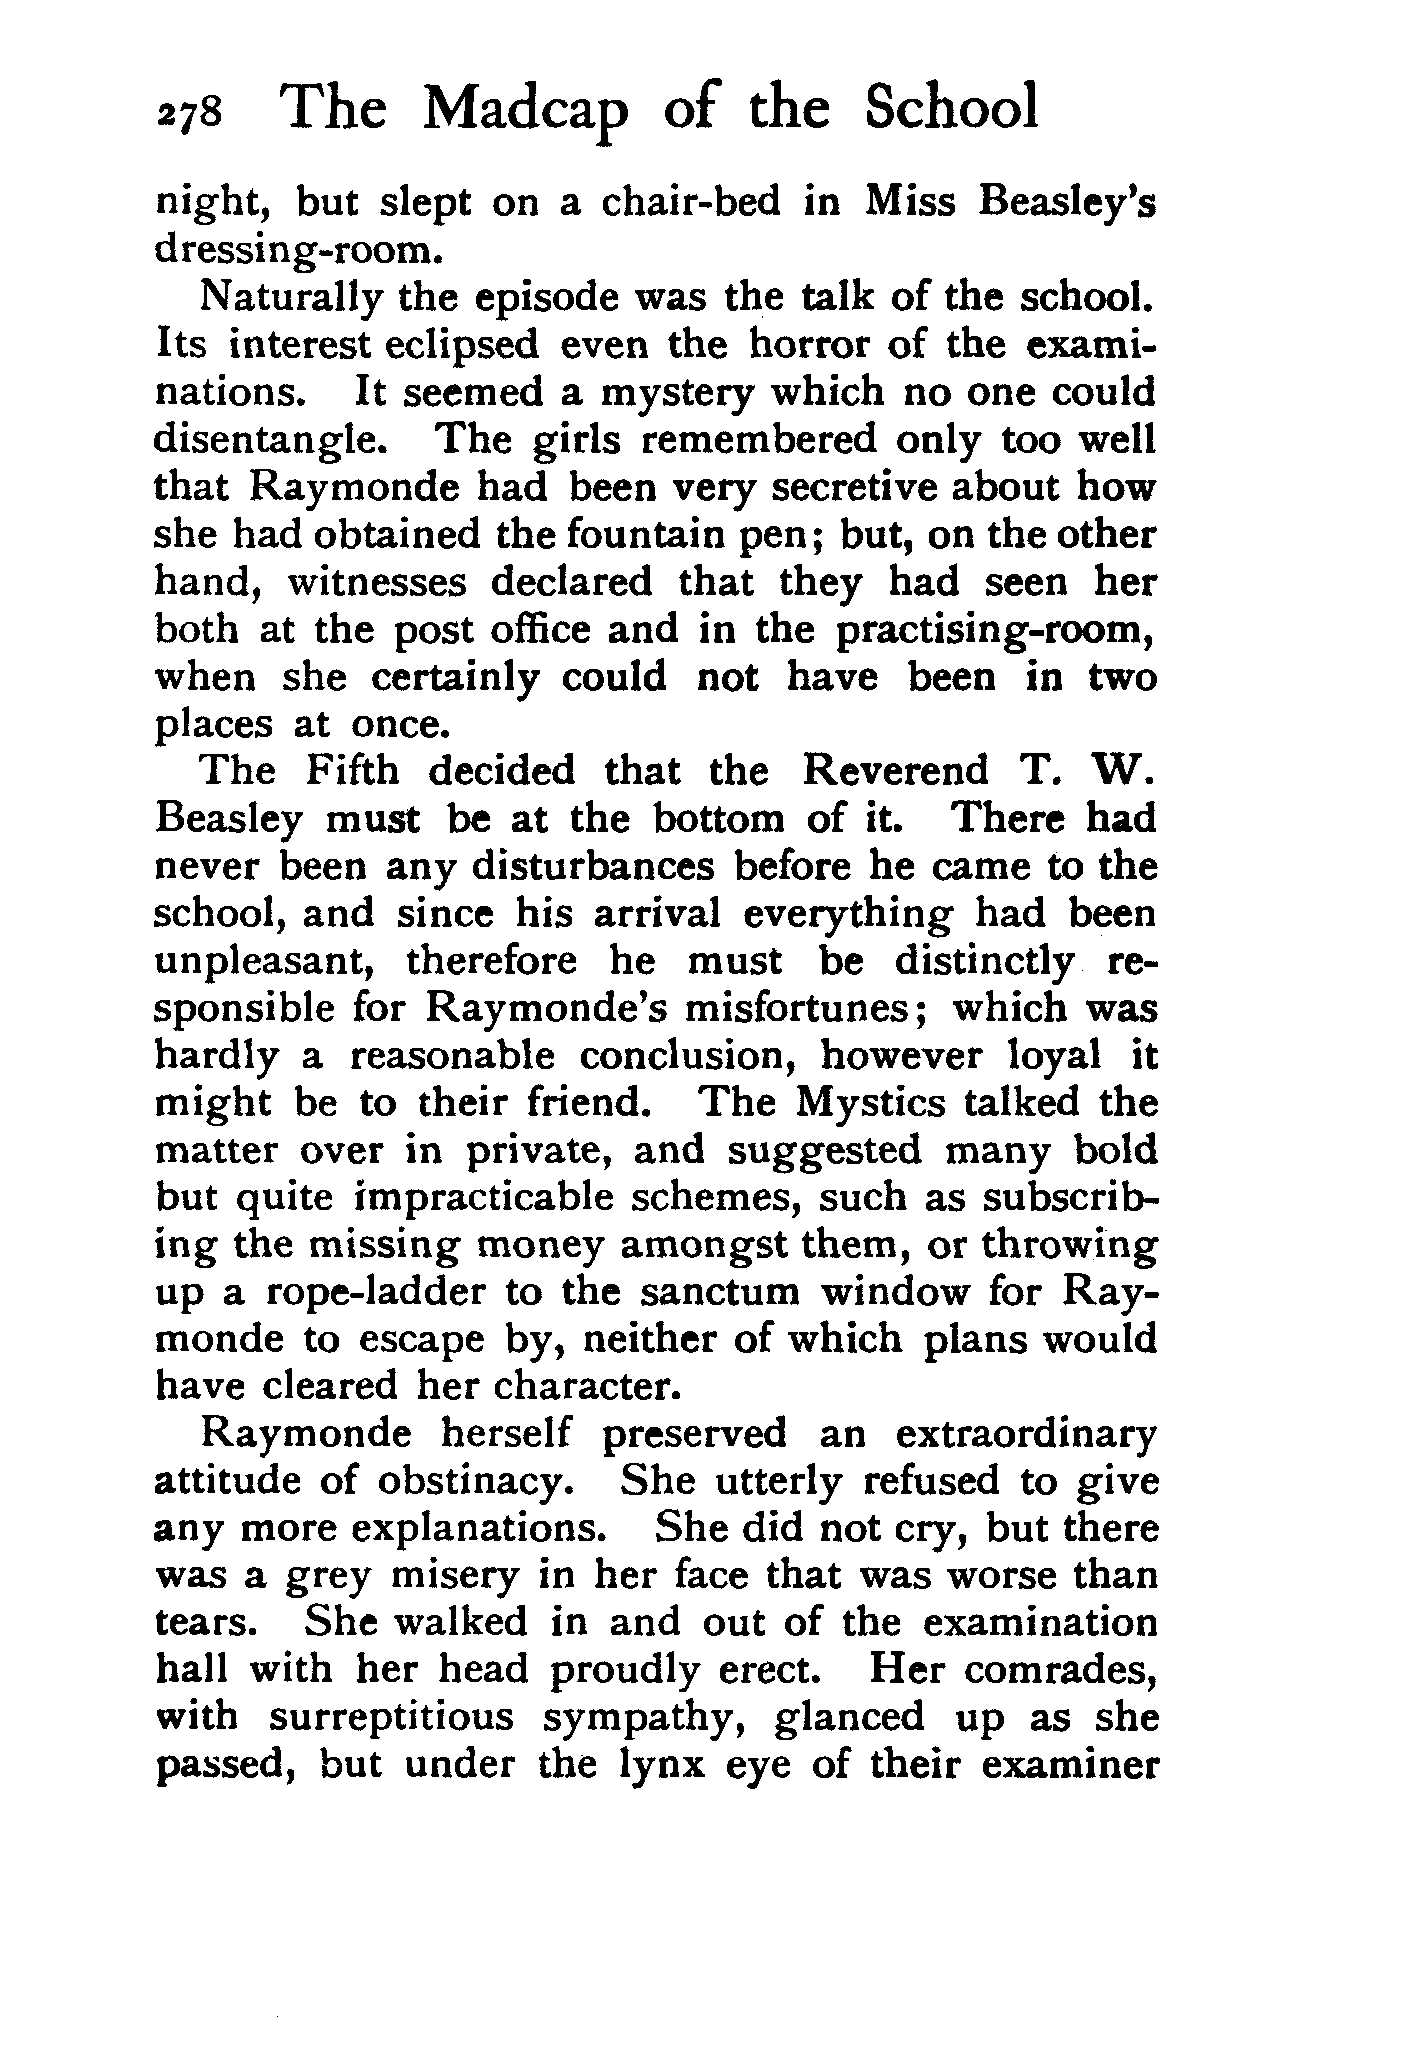 278 The Madcap of the School
night, but slept on a chair-bed in Miss Beasley's
dressing-room.
Naturally the episode was the talk of the school.
Its interest eclipsed even the horror of the exami-
nations. It seemed a mystery which no one could
disentangle. The girls remembered only too well
that Raymonde had been very secretive about how
she had obtained the fountain pen; but, on the other
hand, witnesses declared that they had seen her
both at the post office and in the practising-room,
when she certainly could not have been in two
places at once.
The Fifth decided that the Reverend T. W.
Beasley must be at the bottom of it. There had
never been any disturbances before he came to the
school, and since his arrival everything had been
unpleasant, therefore he must be distinctly re-
sponsible for Raymonde's misfortunes; which was
hardly a reasonable conclusion, however loyal it
might be to their friend. The Mystics talked the
matter over in private, and suggested many bold
but quite impracticable schemes, such as subscrib-
ing the missing money amongst them, or throwing
up a rope-ladder to the sanctum window for Ray-
monde to escape by, neither of which plans would
have cleared her character.
Raymonde herself preserved an extraordinary
attitude of obstinacy. She utterly refused to give
any more explanations. She did not cry, but there
was a grey misery in her face that was worse than
tears. She walked in and out of the examination
hall with her head proudly erect. Her comrades,
with surreptitious sympathy, glanced up as she
passed, but under the lynx eye of their examiner